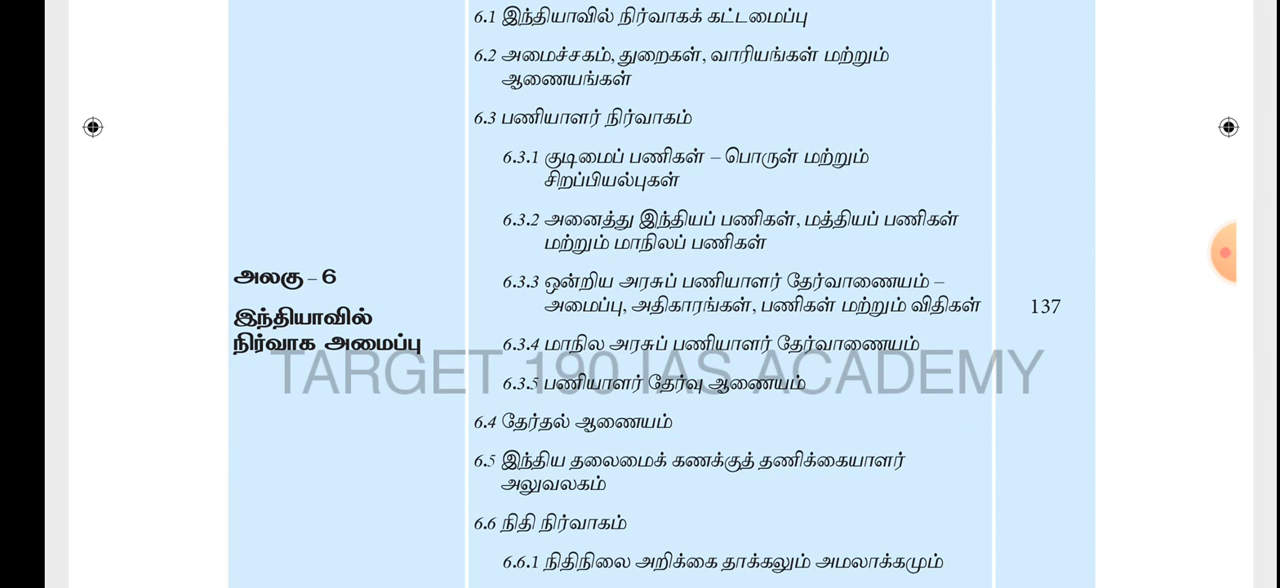 6.1 இந்தியாவில் நிர்வாகக் கட்டமைப்பு
6.2 அமைச்சகம், துறைகள், வாரியங்கள் மற்றும்
ஆணையங்கள்
6.3 பணியாளர் நிர்வாகம்
6.3.1 குடிமைப் பணிகள் – பொருள் மற்றும்
சிறப்பியல்புகள்
6.3.2 அனைத்து இந்தியப் பணிகள், மத்தியப் பணிகள்
மற்றும் மாநிலப் பணிகள்
அலகு – 6
இந்தியாவில்
நிர்வாக அமைப்பு
6.3.3 ஒன்றிய அரசுப் பணியாளர் தேர்வாணையம் –
அமைப்பு, அதிகாரங்கள், பணிகள் மற்றும் விதிகள்
137
6.3.4 மாநில அரசுப் பணியாளர் தேர்வாணையம்
TARGET 190 IAS ACADEMY
6.3.5 பணியாளர் தேர்வு ஆணையம்
6.4 தேர்தல் ஆணையம்
6.5 இந்திய தலைமைக் கணக்குத் தணிக்கையாளர்
அலுவலகம்
6.6 நிதி நிர்வாகம்
6.6.1 நிதிநிலை அறிக்கை தாக்கலும் அமலாக்கமும்